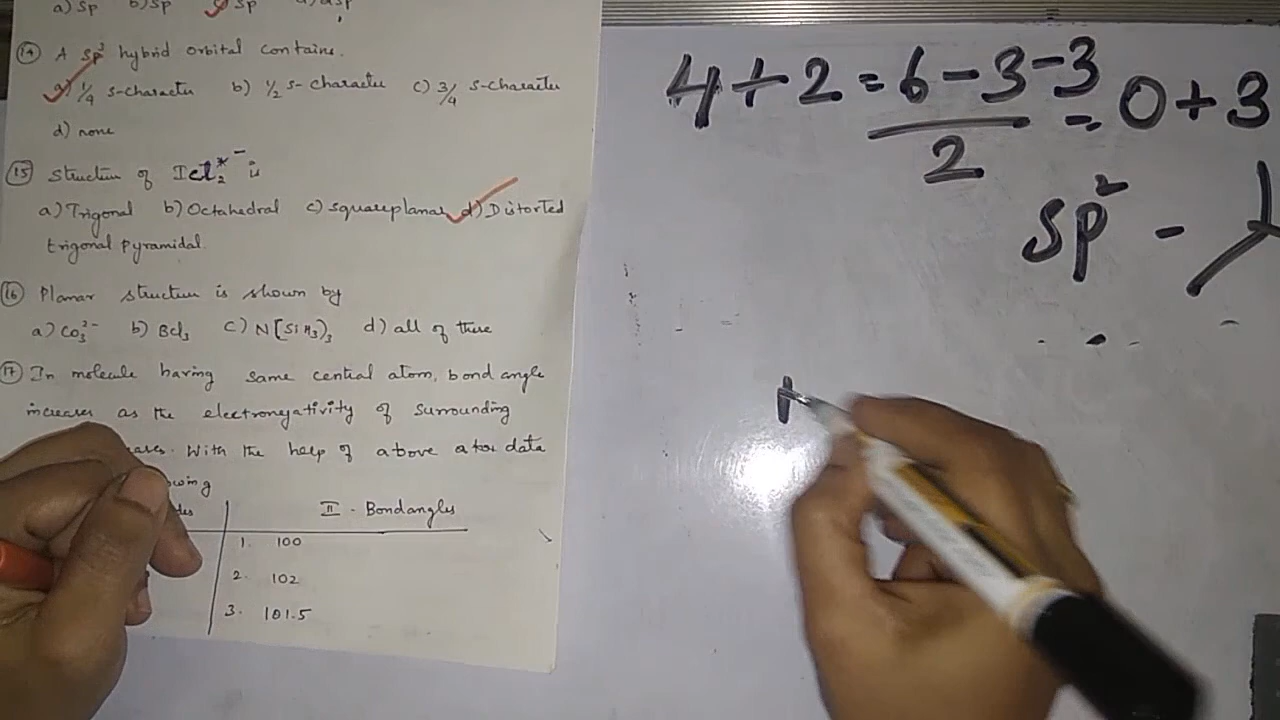 a) Sp b) Sp c) Sp
14 A Sp³ hybrid orbital contains.
a) 1/4 s-character b) 1/2 s-character c) 3/4 s-character
d) none
15 Structure of ICl₂⁻ is
a) Trigonal b) Octahedral c) Squareplanar d) Distorted
trigonal pyramidal.
16 Planar structure is shown by
a) CO₃²⁻ b) BCl₃ c) N[SiH₃]₃ d) all of these
17 In molecule having same central atom, bond angle
increases as the electronegativity of surrounding
With the help of above data
II - Bondangles
1. 100
2. 102
3. 101.5
4 + 2 = 6 - 3 - 3 / 2 = 0 + 3
sp² -